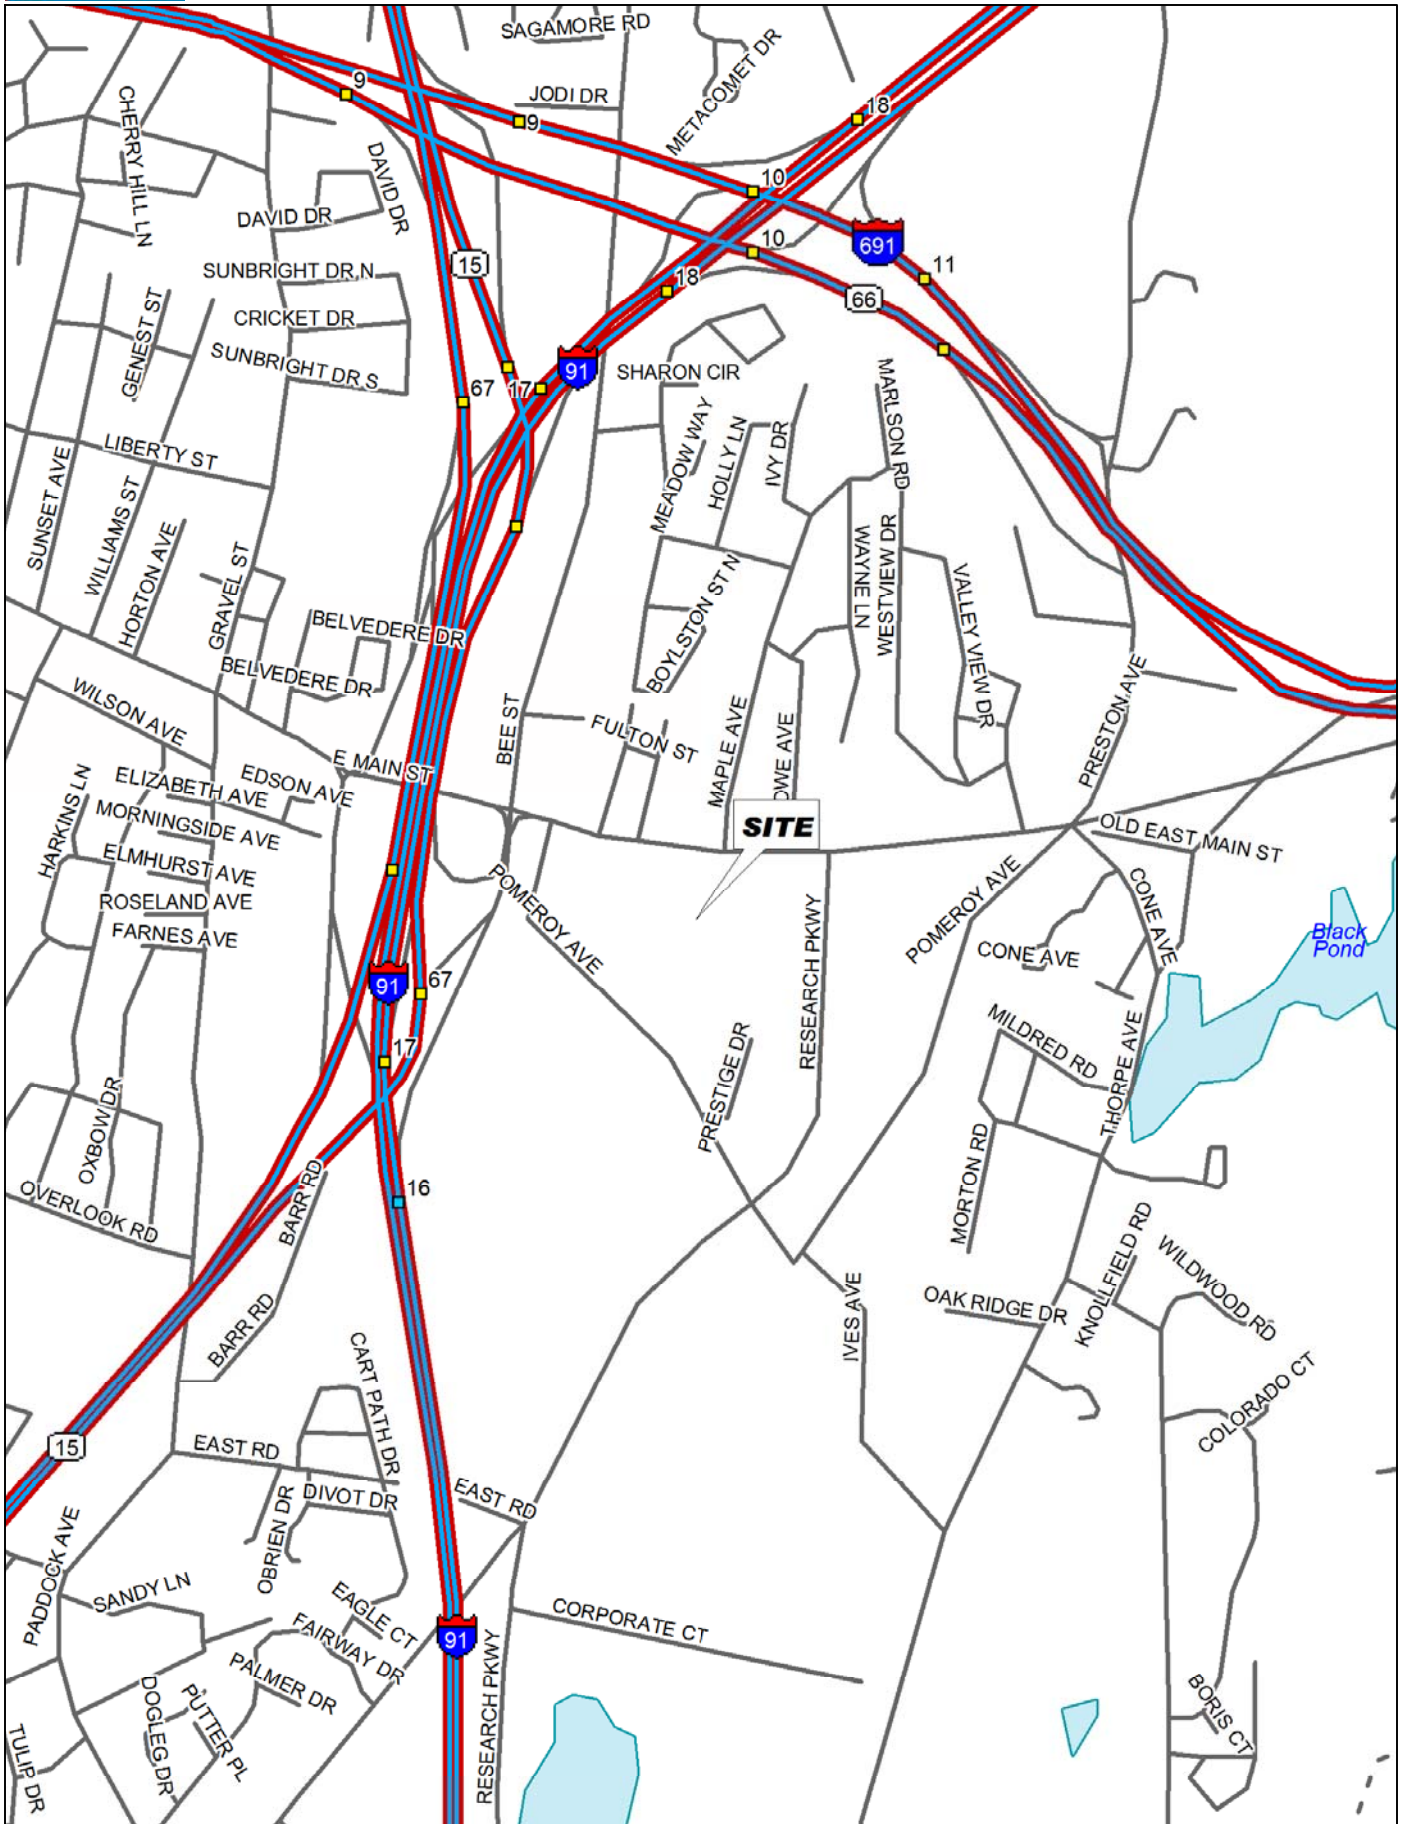 SAGAMORE RD
METACOMET DR
9
JODI DR
9
18
CHERRY HILL LN
DAVID DR
10
DAVID DR
691
10
11
15
SUNBRIGHT DR N
18
66
GENEST ST
CRICKET DR
SUNBRIGHT DR S
91
SHARON CIR
67
17
MARLSON RD
MEADOW WAY
HOLLY LN
IVY DR
LIBERTY ST
SUNSET AVE
WILLIAMS ST
HORTON AVE
GRAVEL ST
WAYNE LN
WESTVIEW DR
VALLEY VIEW DR
BOYLSTON ST N
BELVEDERE DR
BELVEDERE DR
WILSON AVE
BEE ST
FULTON ST
MAPLE AVE
OWE AVE
PRESTON AVE
E MAIN ST
EDSON AVE
ELIZABETH AVE
HARKINS LN
MORNINGSIDE AVE
SITE
OLD EAST MAIN ST
ELMHURST AVE
POMEROY AVE
POMEROY AVE
CONE AVE
ROSELAND AVE
FARNES AVE
RESEARCH PKWY
CONE AVE
Black
Pond
91
67
17
PRESTIGE DR
MILDRED RD
THORPE AVE
OXBOW DR
OVERLOOK RD
BARR RD
16
MORTON RD
KNOLLFIELD RD
WILDWOOD RD
BARR RD
IVES AVE
OAK RIDGE DR
CART PATH DR
COLORADO CT
15
EAST RD
DIVOT DR
EAST RD
OBRIEN DR
PADDOCK AVE
SANDY LN
EAGLE CT
FAIRWAY DR
91
CORPORATE CT
PALMER DR
RESEARCH PKWY
DOGLEG DR
PUTTER PL
BORIS CT
TULIP DR